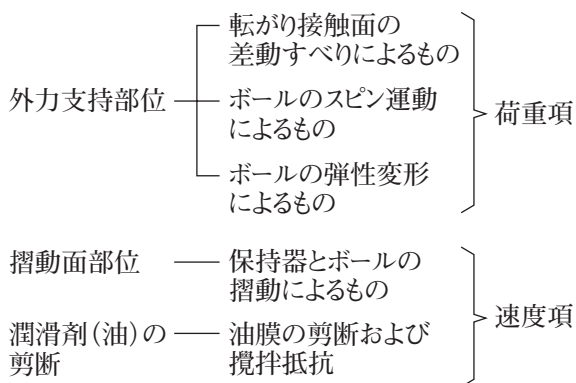 転がり接触面の
差動すべりによるもの
外力支持部位
ボールのスピン運動
によるもの
荷重項
ボールの弾性変形
によるもの
摺動面部位
保持器とボールの
摺動によるもの
速度項
潤滑剤(油)の
剪断
油膜の剪断および
攪拌抵抗